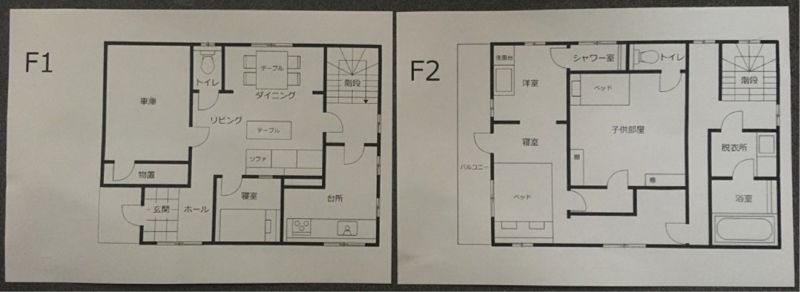 F1
トイレ
テーブル
階段
車庫
ダイニング
リビング
テーブル
ソファ
物置
玄関
ホール
寝室
台所
F2
洗面台
シャワー室
トイレ
階段
洋室
ベッド
子供部屋
寝室
脱衣所
棚
バルコニー
棚
ベッド
浴室